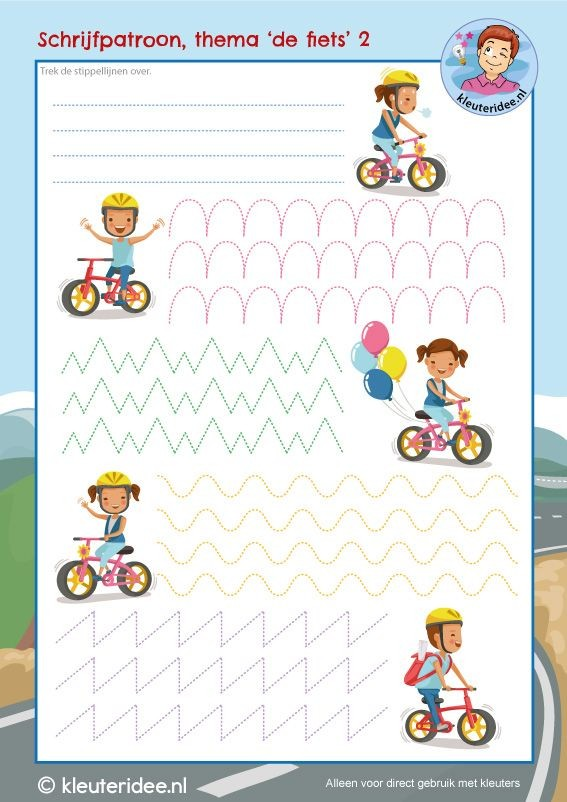 Schrijfpatroon, thema ‘de fiets’ 2
Trek de stippellijnen over.
kleuteridee.nl
© kleuteridee.nl
Alleen voor direct gebruik met kleuters